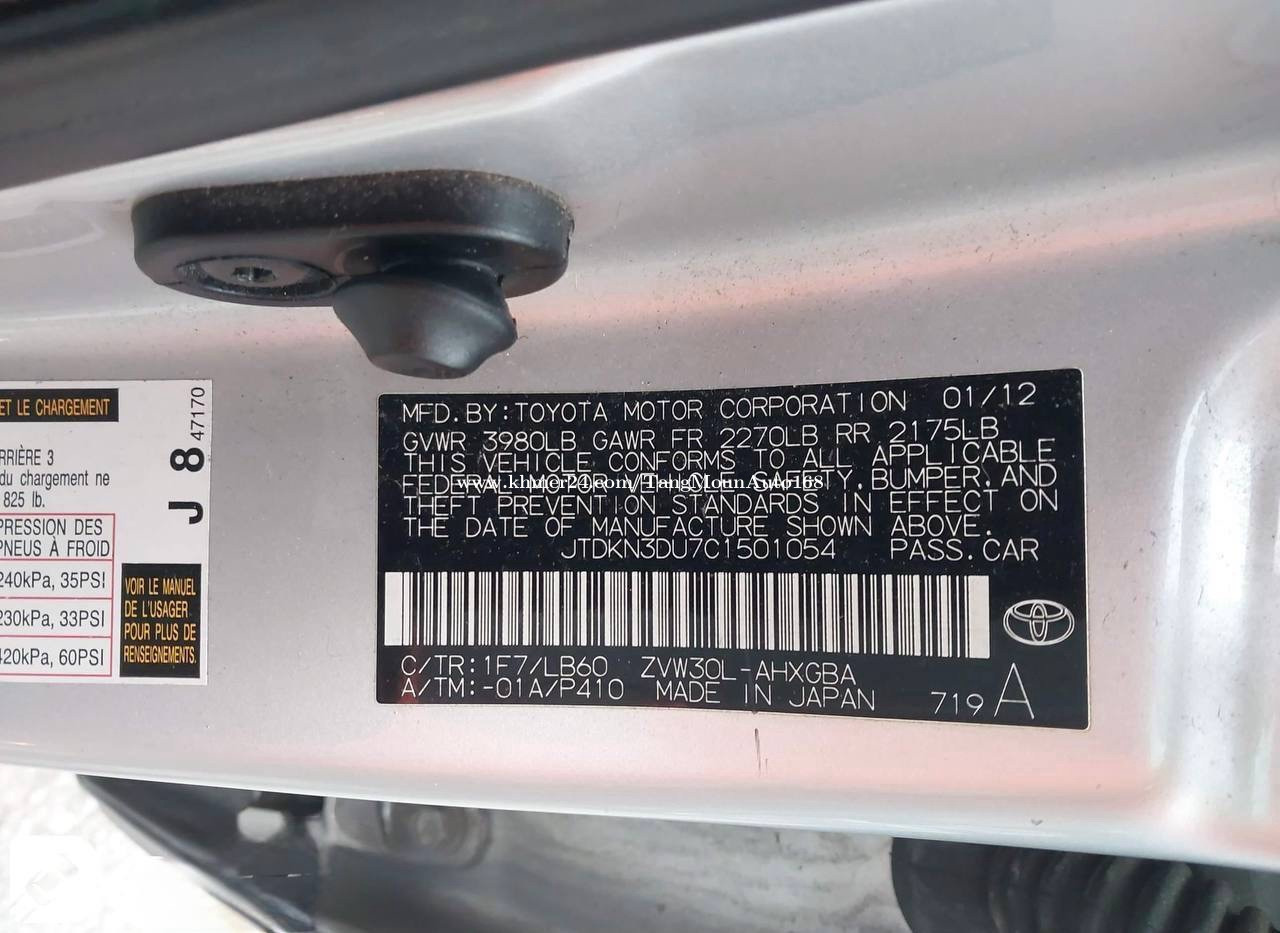 ET LE CHARGEMENT
RRIÈRE 3
du chargement ne
825 lb.
PRESSION DES
PNEUS À FROID
240kPa, 35PSI
230kPa, 33PSI
420kPa, 60PSI
J 8 47170
VOIR LE MANUEL
DE L'USAGER
POUR PLUS DE
RENSEIGNEMENTS.
MFD.BY:TOYOTA MOTOR CORPORATION 01/12
GVWR 3980LB GAWR FR 2270LB RR 2175LB
THIS VEHICLE CONFORMS TO ALL APPLICABLE
FEDERAL MOTOR VEHICLE SAFETY, BUMPER, AND
www.khmer24.com/TangMounAuto168
THEFT PREVENTION STANDARDS IN EFFECT ON
THE DATE OF MANUFACTURE SHOWN ABOVE.
JTDKN3DU7C1501054 PASS.CAR
C/TR:1F7/LB60 ZVW30L-AHXGBA
A/TM:-01A/P410 MADE IN JAPAN 719 A